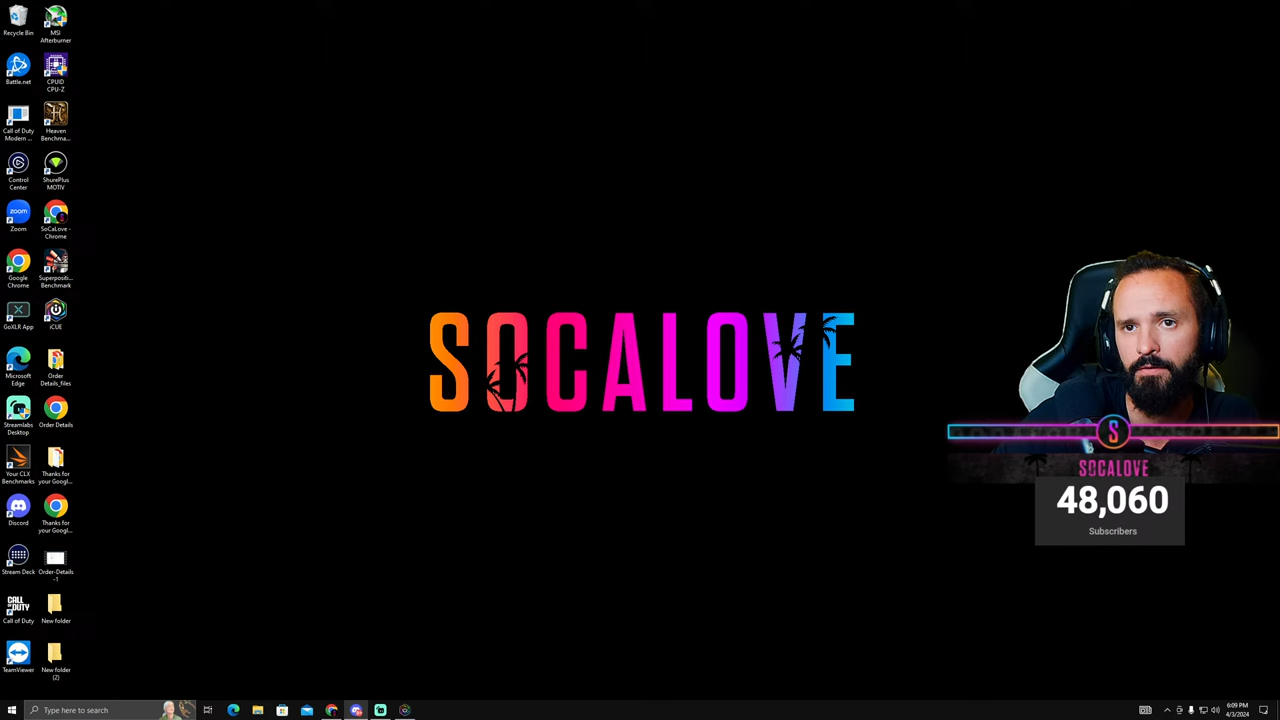 Recycle Bin
MSI
Afterburner
Battle.net
CPUID
CPU-Z
Call of Duty
Modern ...
Heaven
Benchma...
Control
Center
ShurePlus
MOTIV
Zoom
zoom
SoCaLove -
Chrome
Google
Chrome
Superpositi...
Benchmark
GoXLR App
iCUE
Microsoft
Edge
Order
Details_files
Streamlabs
Desktop
Order Details
Your CLX
Benchmarks
Thanks for
your Googl...
Discord
Thanks for
your Googl...
Stream Deck
Order-Details
-1
CALL OF
DUTY
Call of Duty
New folder
TeamViewer
New folder
(2)
SOCALOVE
S
SOCALOVE
48,060
Subscribers
Type here to search
6:09 PM
4/3/2024